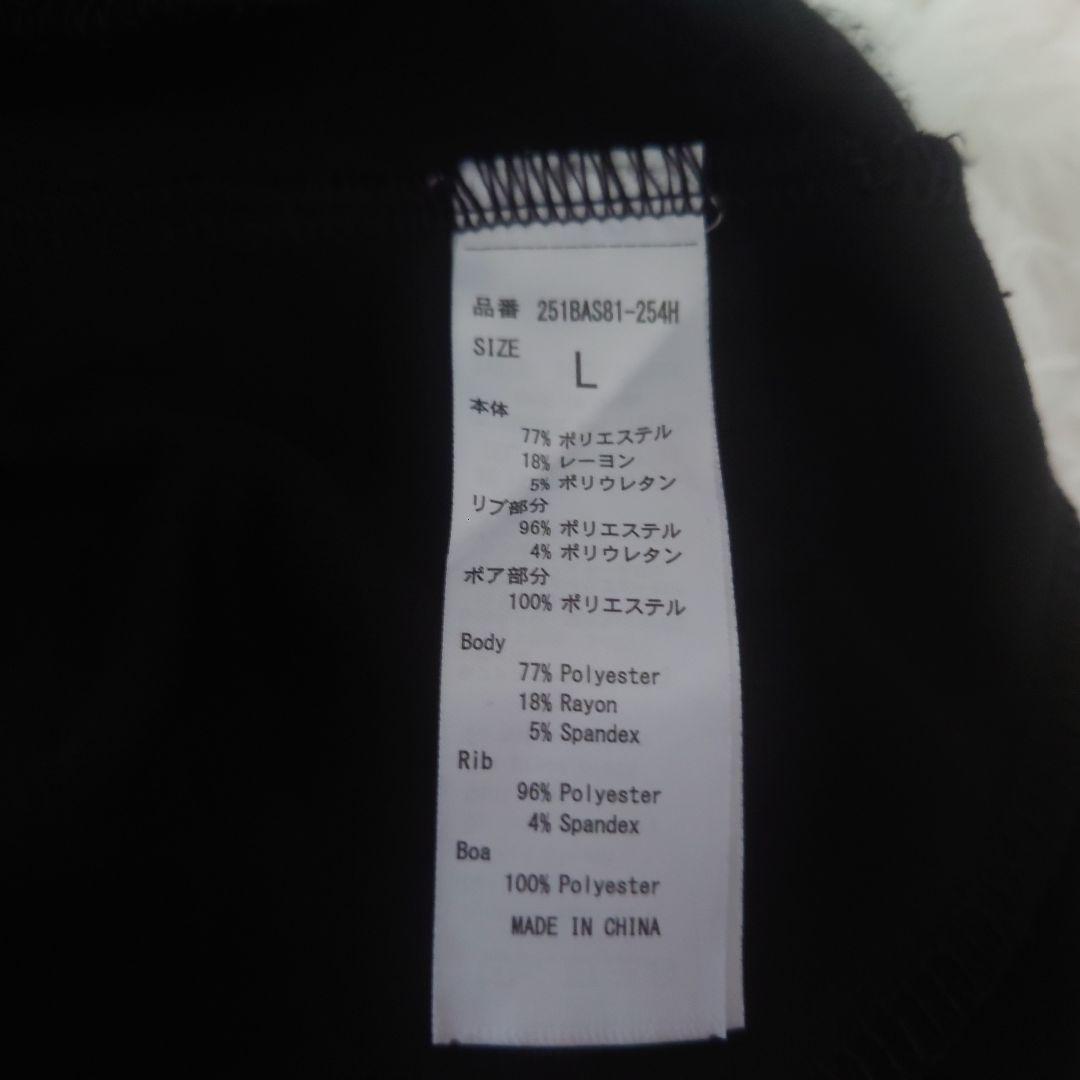 品番 251BAS81-254H
SIZE
L
本体
77% ポリエステル
18% レーヨン
5% ポリウレタン
リブ部分
96% ポリエステル
4% ポリウレタン
ボア部分
100% ポリエステル
Body
77% Polyester
18% Rayon
5% Spandex
Rib
96% Polyester
4% Spandex
Boa
100% Polyester
MADE IN CHINA